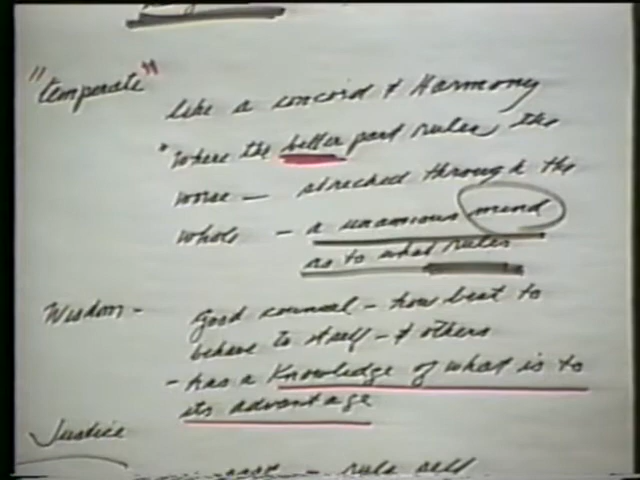 "temperate"
like a concord & Harmony
"where the better part rules the
worse — streched through the
whole — a unamious mind
as to what rules
Wisdom — Good counsel — how best to
behave to itself — & others
- has a Knowledge of what is to
its advantage
Justice
— rule self